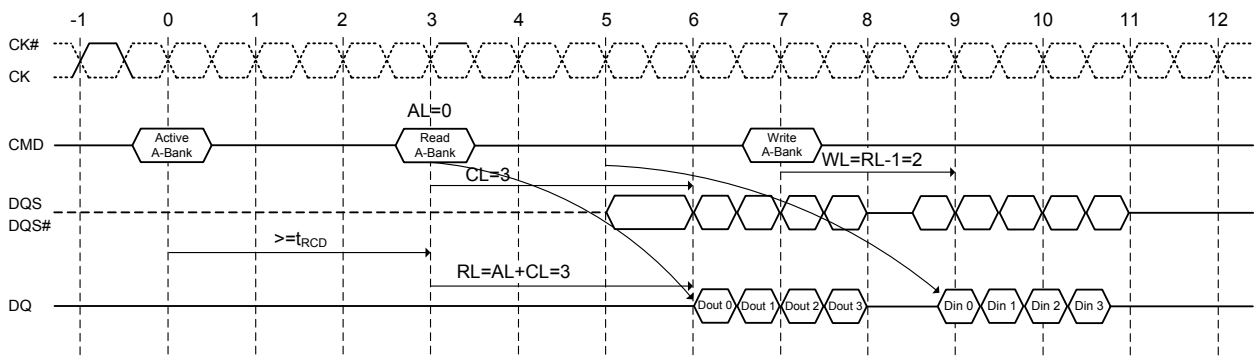 -1 0 1 2 3 4 5 6 7 8 9 10 11 12
CK#
CK
AL=0
CMD
Active
A-Bank
Read
A-Bank
Write
A-Bank
WL=RL-1=2
CL=3
DQS
DQS#
>=tRCD
RL=AL+CL=3
DQ
Dout 0 Dout 1 Dout 2 Dout 3 Din 0 Din 1 Din 2 Din 3